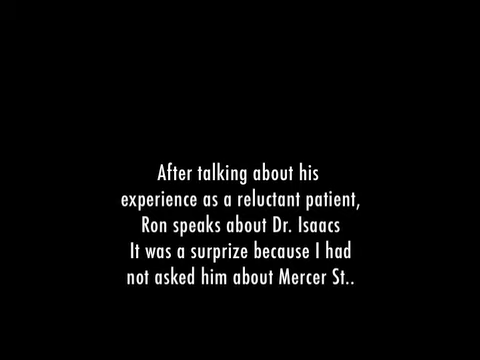 After talking about his
experience as a reluctant patient,
Ron speaks about Dr. Isaacs
It was a surprize because I had
not asked him about Mercer St..